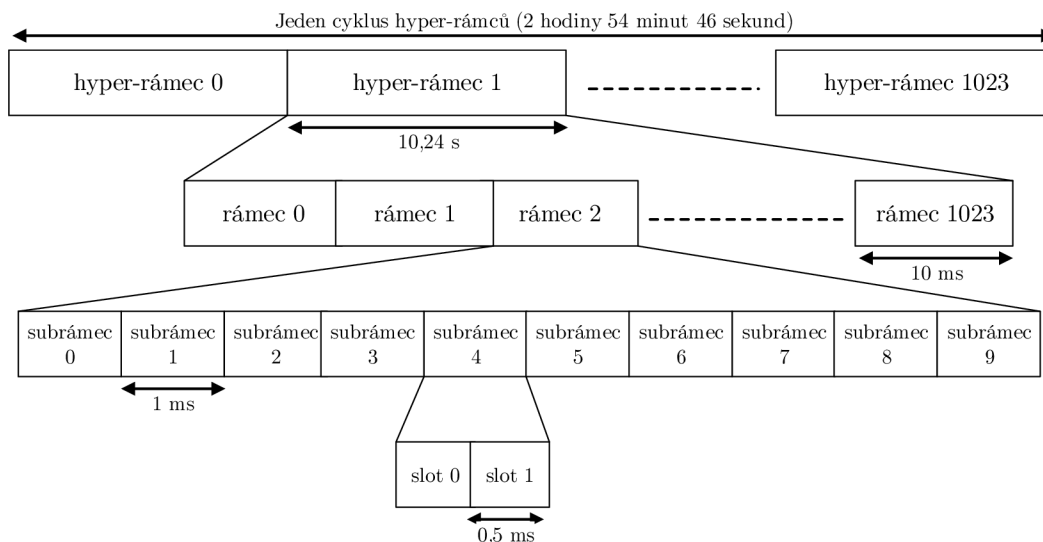 Jeden cyklus hyper-rámců (2 hodiny 54 minut 46 sekund)
hyper-rámec 0
hyper-rámec 1
hyper-rámec 1023
10,24 s
rámec 0
rámec 1
rámec 2
rámec 1023
10 ms
subrámec
0
subrámec
1
subrámec
2
subrámec
3
subrámec
4
subrámec
5
subrámec
6
subrámec
7
subrámec
8
subrámec
9
1 ms
slot 0
slot 1
0,5 ms